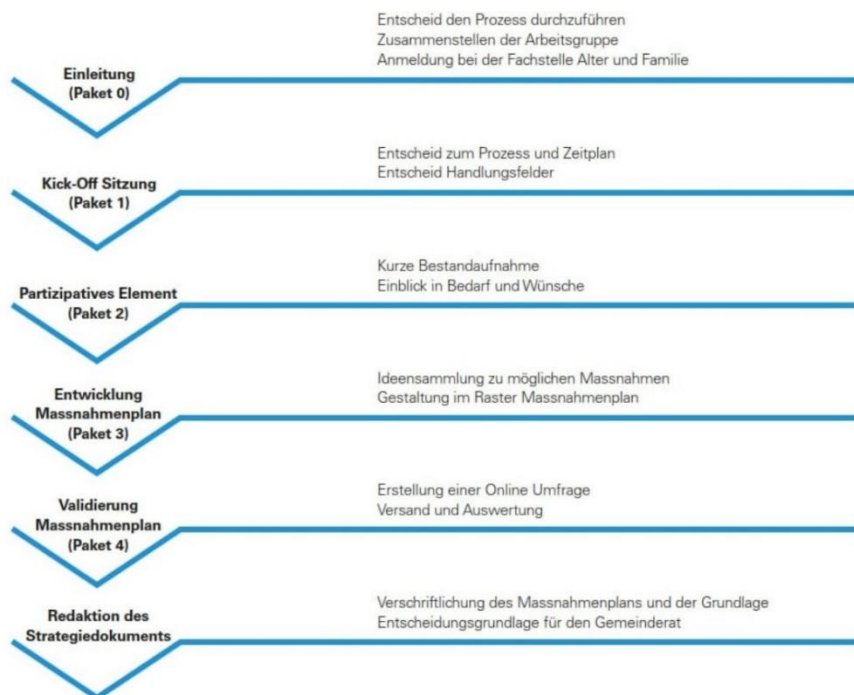 Entscheid den Prozess durchzuführen
Zusammenstellen der Arbeitsgruppe
Anmeldung bei der Fachstelle Alter und Familie
Einleitung
(Paket 0)
Entscheid zum Prozess und Zeitplan
Entscheid Handlungsfelder
Kick-Off Sitzung
(Paket 1)
Kurze Bestandaufnahme
Einblick in Bedarf und Wünsche
Partizipatives Element
(Paket 2)
Ideensammlung zu möglichen Massnahmen
Gestaltung im Raster Massnahmenplan
Entwicklung
Massnahmenplan
(Paket 3)
Erstellung einer Online Umfrage
Versand und Auswertung
Validierung
Massnahmenplan
(Paket 4)
Verschriftlichung des Massnahmenplans und der Grundlage
Entscheidungsgrundlage für den Gemeinderat
Redaktion des
Strategiedokuments